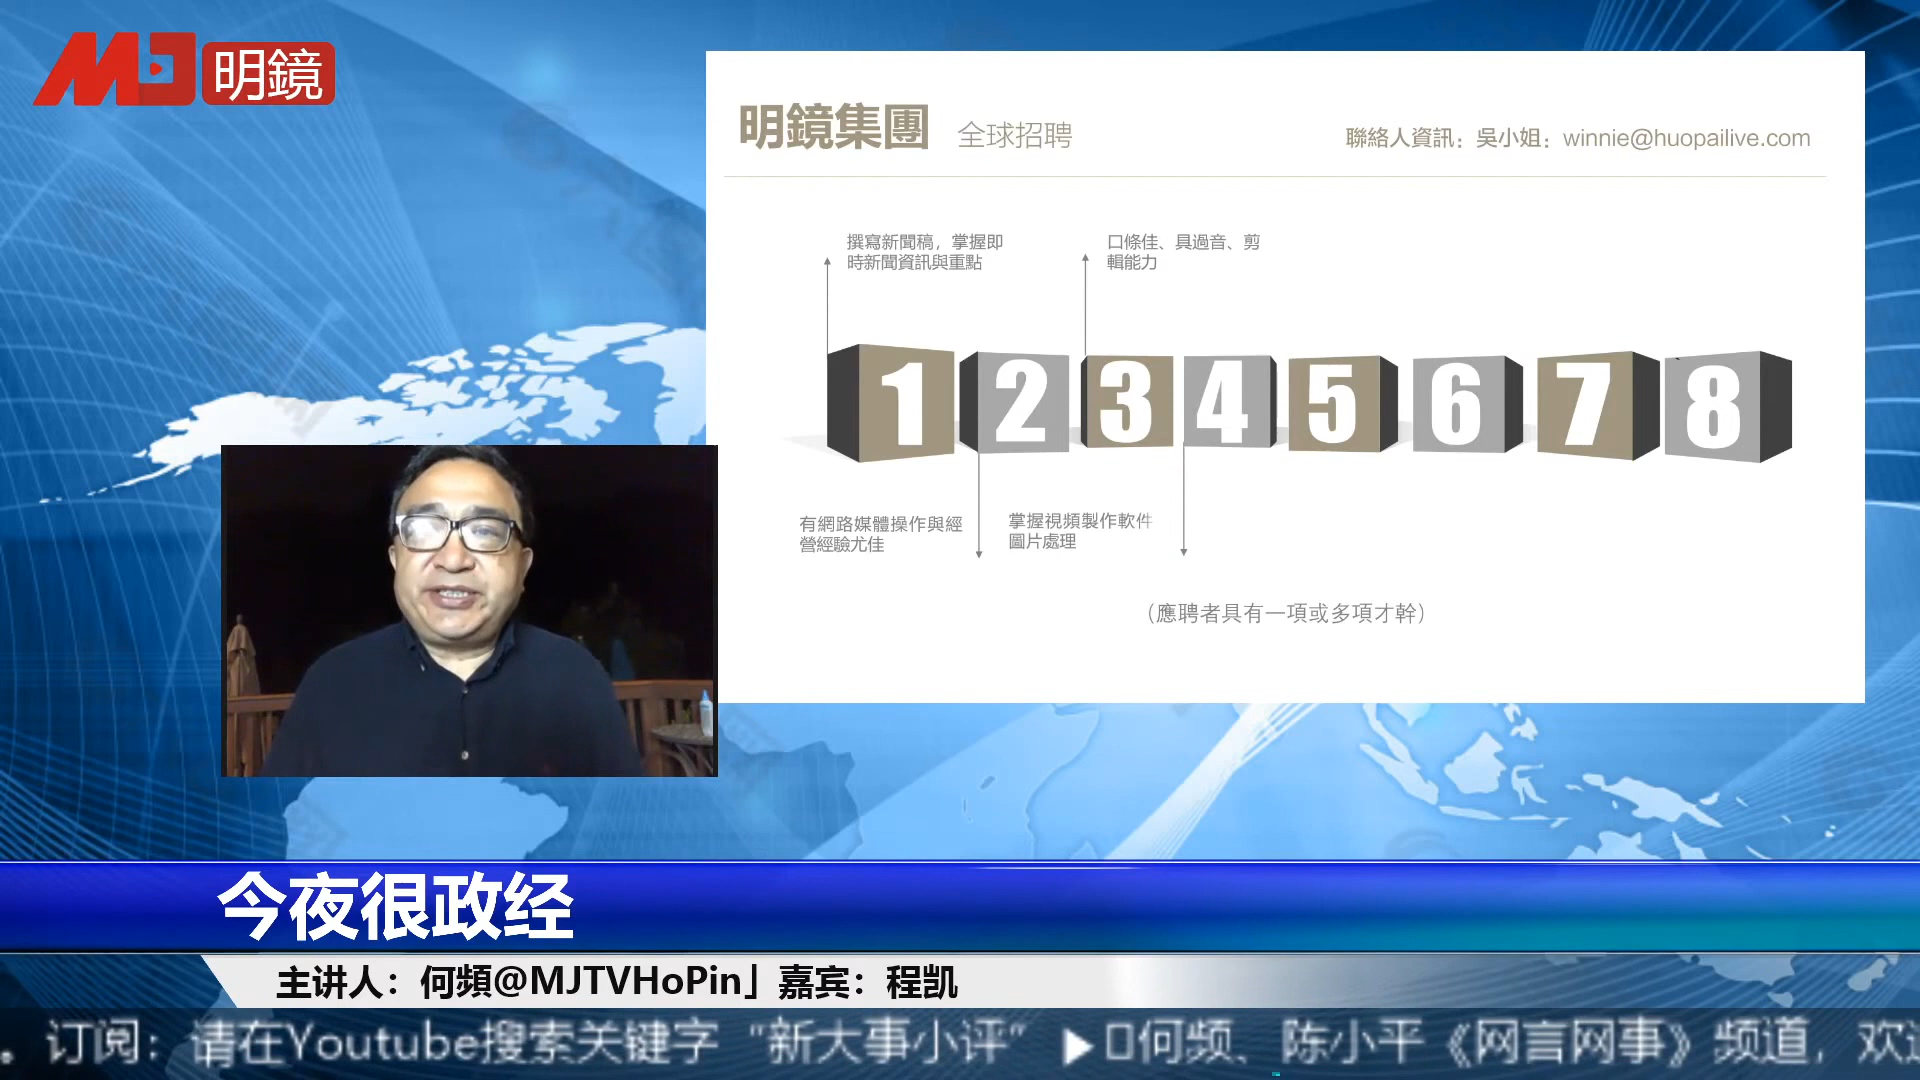 MJ 明鏡
明鏡集團 全球招聘 聯絡人資訊：吳小姐：winnie@huopailive.com
撰寫新聞稿，掌握即
時新聞資訊與重點
口條佳、具過音、剪
輯能力
1 2 3 4 5 6 7 8
有網路媒體操作與經
營經驗尤佳
掌握視頻製作軟件
圖片處理
（應聘者具有一項或多項才幹）
今夜很政经
主讲人：何頻@MJTVHoPin」嘉宾：程凯
。订阅：请在Youtube搜索关键字“新大事小评” ▶何频、陈小平《网言网事》频道，欢